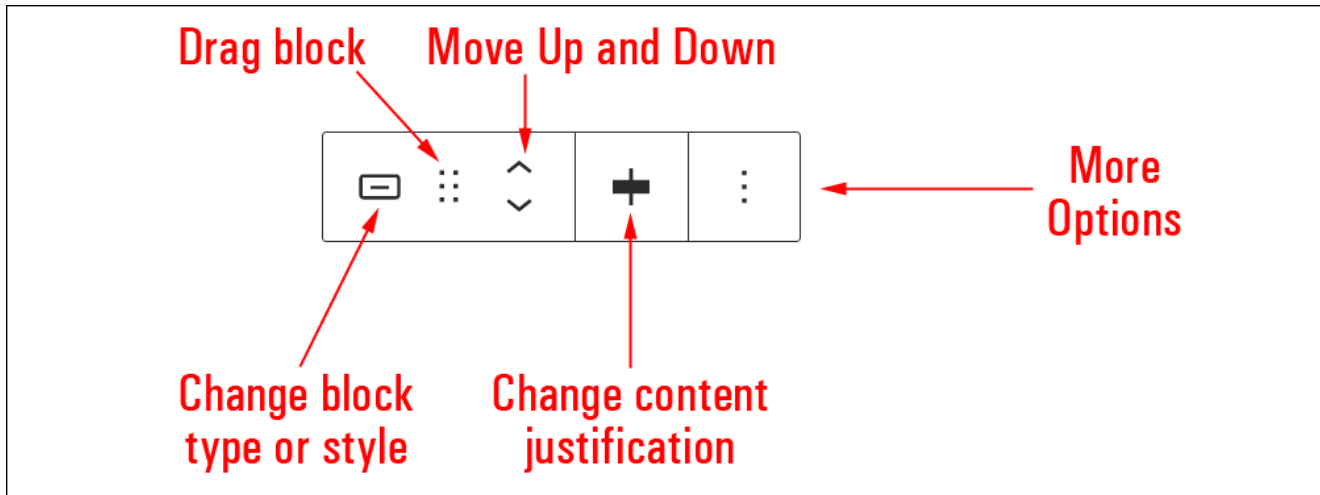 Drag block
Move Up and Down
More
Options
Change block
type or style
Change content
justification